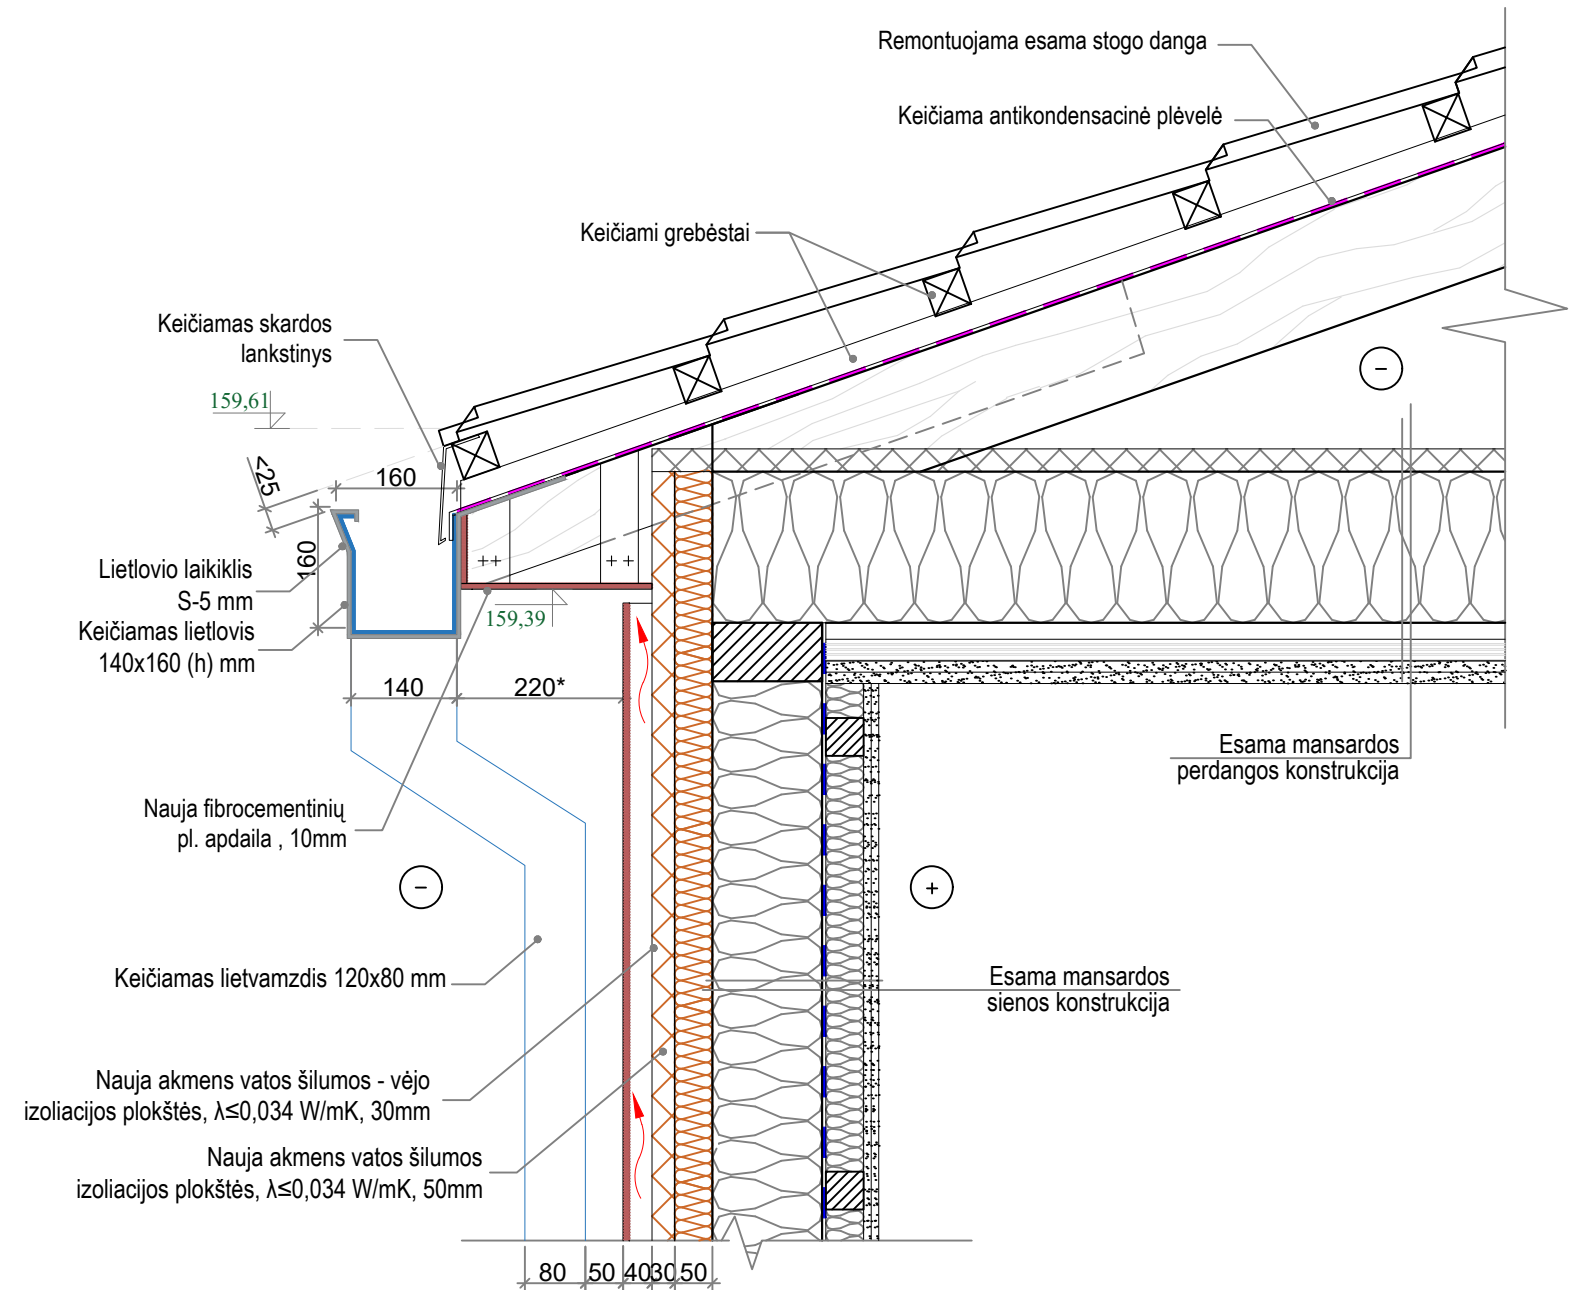 Remontuojama esama stogo danga
Keičiama antikondensacinė plėvelė
Keičiami grebėstai
Keičiamas skardos
lankstinys
159,61
<25
160
160
Lietlovio laikiklis
S-5 mm
Keičiamas lietlovis
140x160 (h) mm
159,39
140
220*
Nauja fibrocementinių
pl. apdaila , 10mm
Esama mansardos
perdangos konstrukcija
Keičiamas lietvamzdis 120x80 mm
Esama mansardos
sienos konstrukcija
Nauja akmens vatos šilumos - vėjo
izoliacijos plokštės, λ≤0,034 W/mK, 30mm
Nauja akmens vatos šilumos
izoliacijos plokštės, λ≤0,034 W/mK, 50mm
80 50 40 30 50